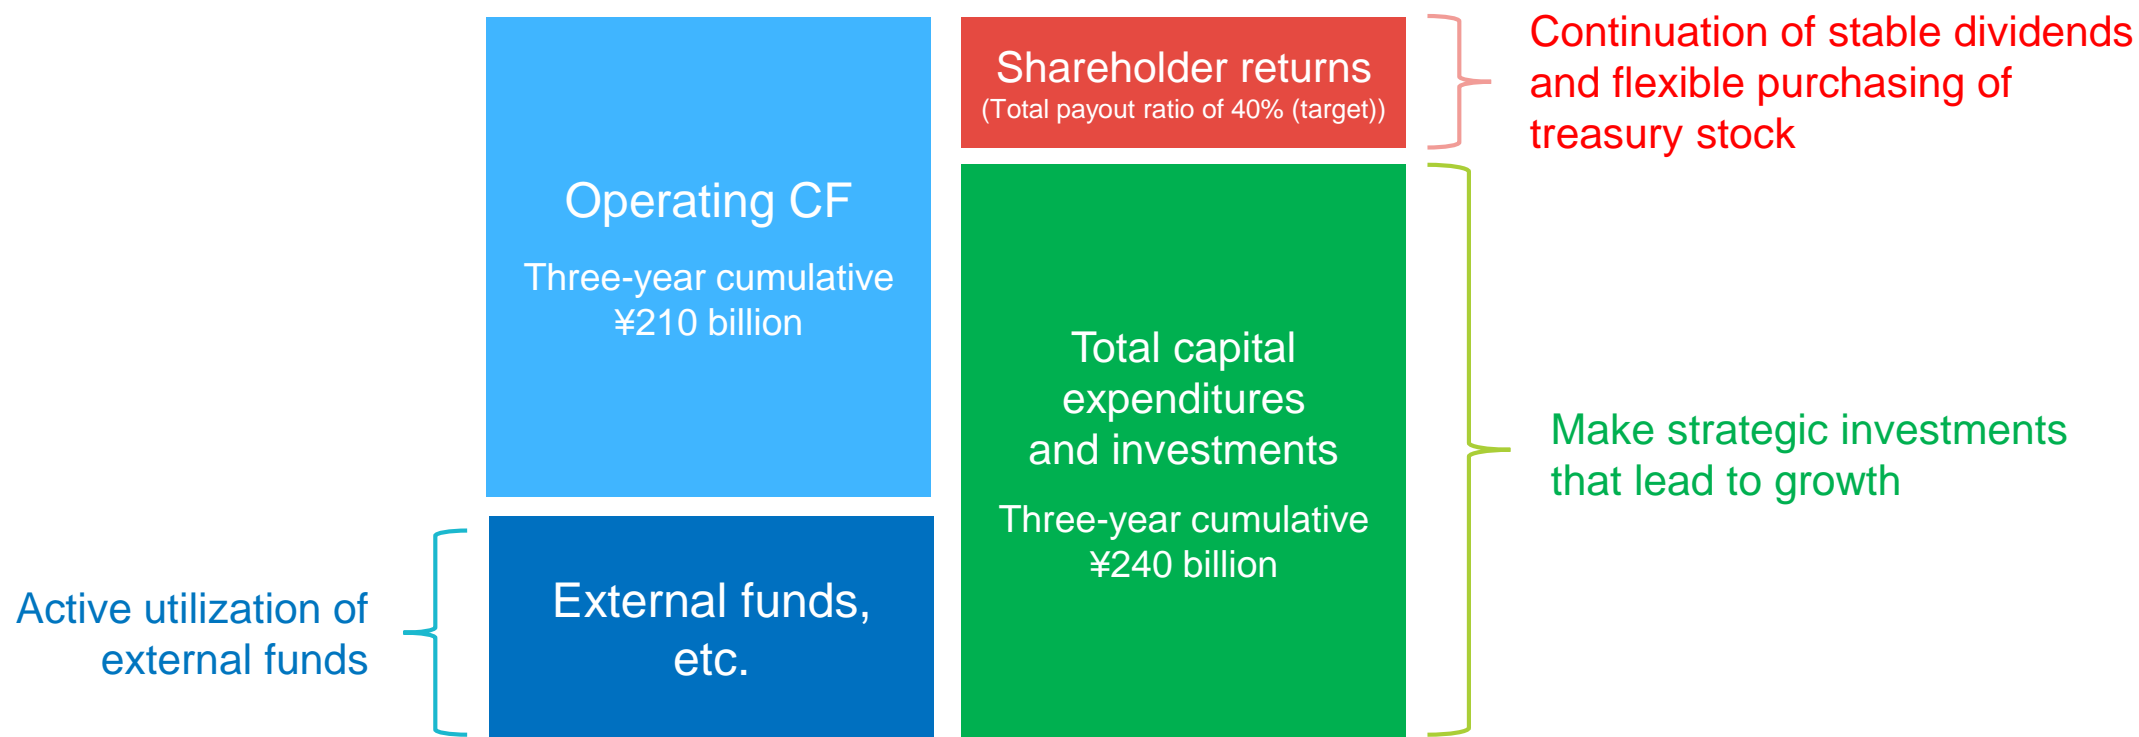 Operating CF
Three-year cumulative
¥210 billion
External funds,
etc.
Active utilization of
external funds
Shareholder returns
(Total payout ratio of 40% (target))
Continuation of stable dividends
and flexible purchasing of
treasury stock
Total capital
expenditures
and investments
Three-year cumulative
¥240 billion
Make strategic investments
that lead to growth